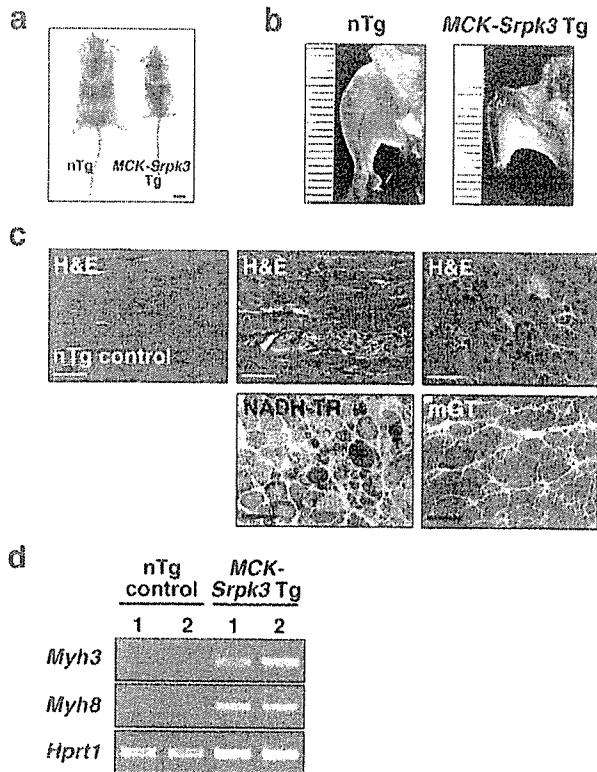 a
nTg
MCK-Srpk3
Tg
b
nTg
MCK-Srpk3 Tg
c
H&E
nTg control
H&E
H&E
NADH-TR
mGT
d
nTg
control
MCK-
Srpk3 Tg
1 2 1 2
Myh3
Myh8
Hprt1